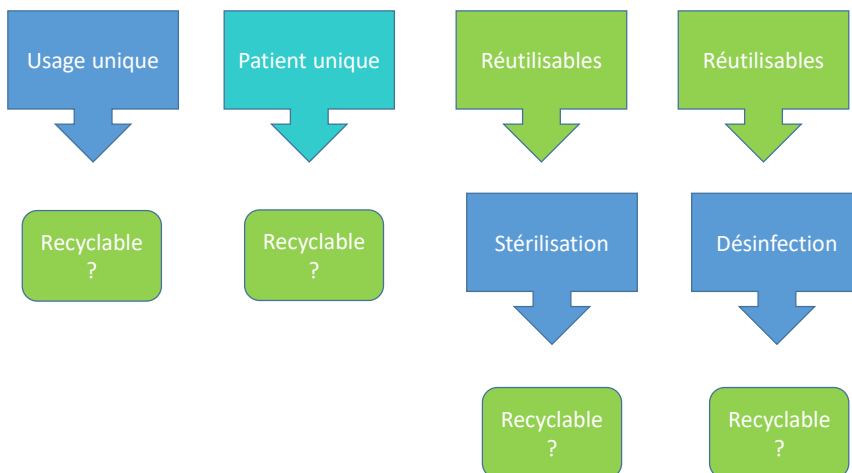 Usage unique
Patient unique
Réutilisables
Réutilisables
Recyclable
?
Recyclable
?
Stérilisation
Désinfection
Recyclable
?
Recyclable
?